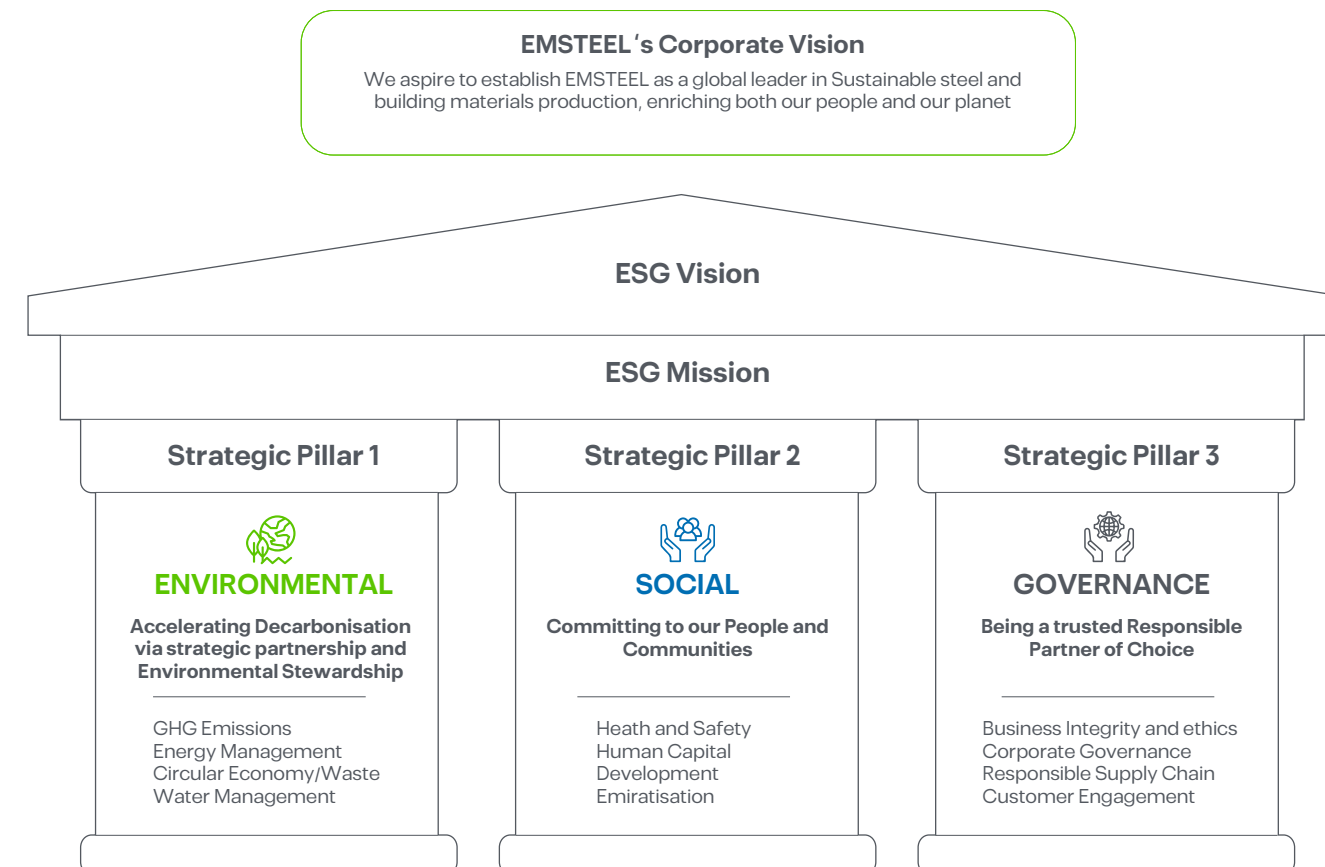 EMSTEEL‘s Corporate Vision
We aspire to establish EMSTEEL as a global leader in Sustainable steel and
building materials production, enriching both our people and our planet
ESG Vision
ESG Mission
Strategic Pillar 1
ENVIRONMENTAL
Accelerating Decarbonisation
via strategic partnership and
Environmental Stewardship
GHG Emissions
Energy Management
Circular Economy/Waste
Water Management
Strategic Pillar 2
SOCIAL
Committing to our People and
Communities
Heath and Safety
Human Capital
Development
Emiratisation
Strategic Pillar 3
GOVERNANCE
Being a trusted Responsible
Partner of Choice
Business Integrity and ethics
Corporate Governance
Responsible Supply Chain
Customer Engagement